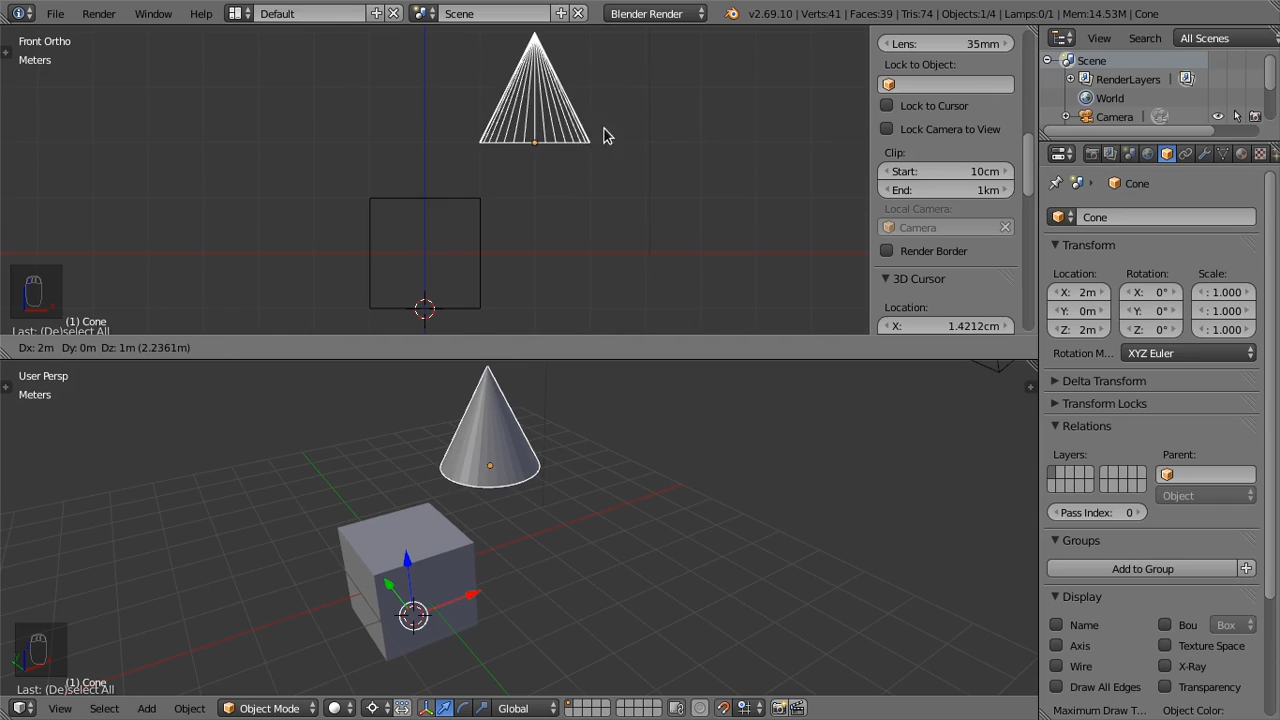 File Render Window Help Default Scene Blender Render v2.69.10 | Verts:41 | Faces:39 | Tris:74 | Objects:1/4 | Lamps:0/1 | Mem:14.53M | Cone
Front Ortho
Meters
(1) Cone
Last: (De)select All
Lens: 35mm
Lock to Object:
Lock to Cursor
Lock Camera to View
Clip:
Start: 10cm
End: 1km
Local Camera:
Camera
Render Border
3D Cursor
Location:
X: 1.4212cm
Dx: 2m Dy: 0m Dz: 1m (2.2361m)
User Persp
Meters
(1) Cone
Last: (De)select All
View Select Add Object Object Mode Global
View Search All Scenes
Scene
RenderLayers
World
Camera
Cone
Cone
Transform
Location: Rotation: Scale:
X: 2m X: 0° : 1.000
Y: 0m Y: 0° : 1.000
Z: 2m Z: 0° : 1.000
Rotation M... XYZ Euler
Delta Transform
Transform Locks
Relations
Layers: Parent:
Object
Pass Index: 0
Groups
Add to Group
Display
Name Bou Box
Axis Texture Space
Wire X-Ray
Draw All Edges Transparency
Maximum Draw T... Object Color: